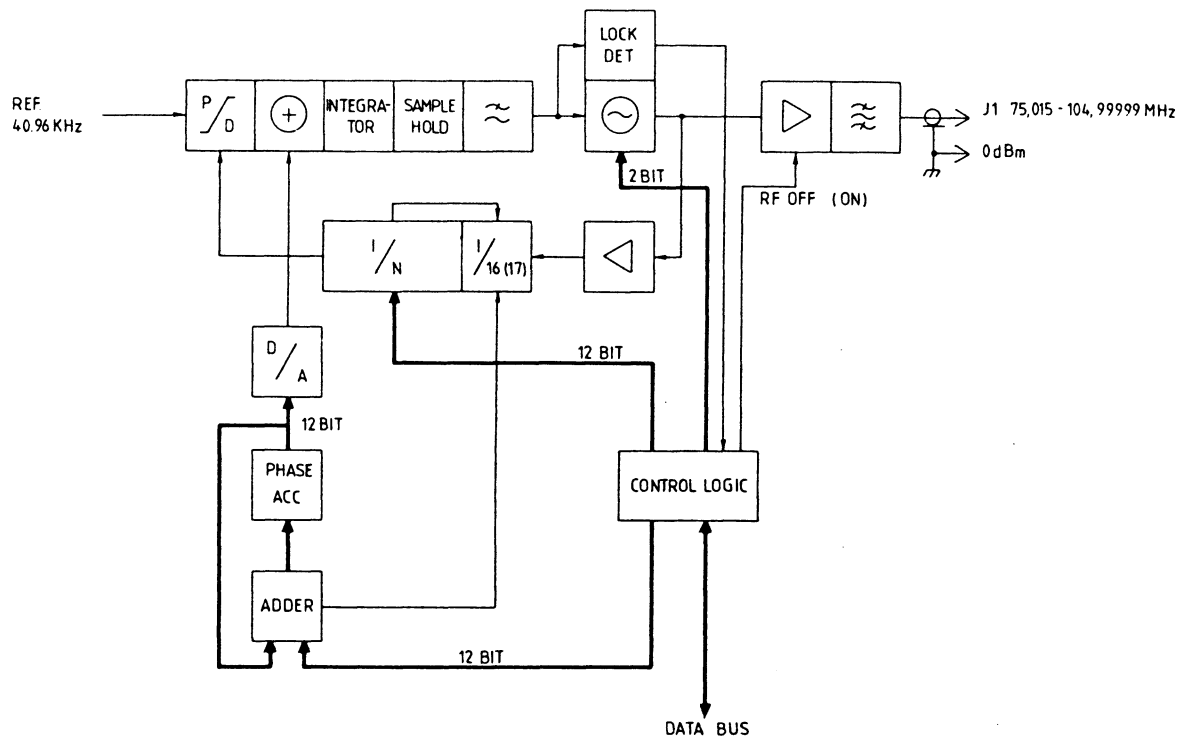 LOCK
DET
REF.
40.96 KHz
P
D
+
INTEGRA-
TOR
SAMPLE
HOLD
J1 75,015 - 104,99999 MHz
0 dBm
2 BIT
RF OFF (ON)
1/N
1/16(17)
12 BIT
D/A
12 BIT
PHASE
ACC
CONTROL LOGIC
ADDER
12 BIT
DATA BUS